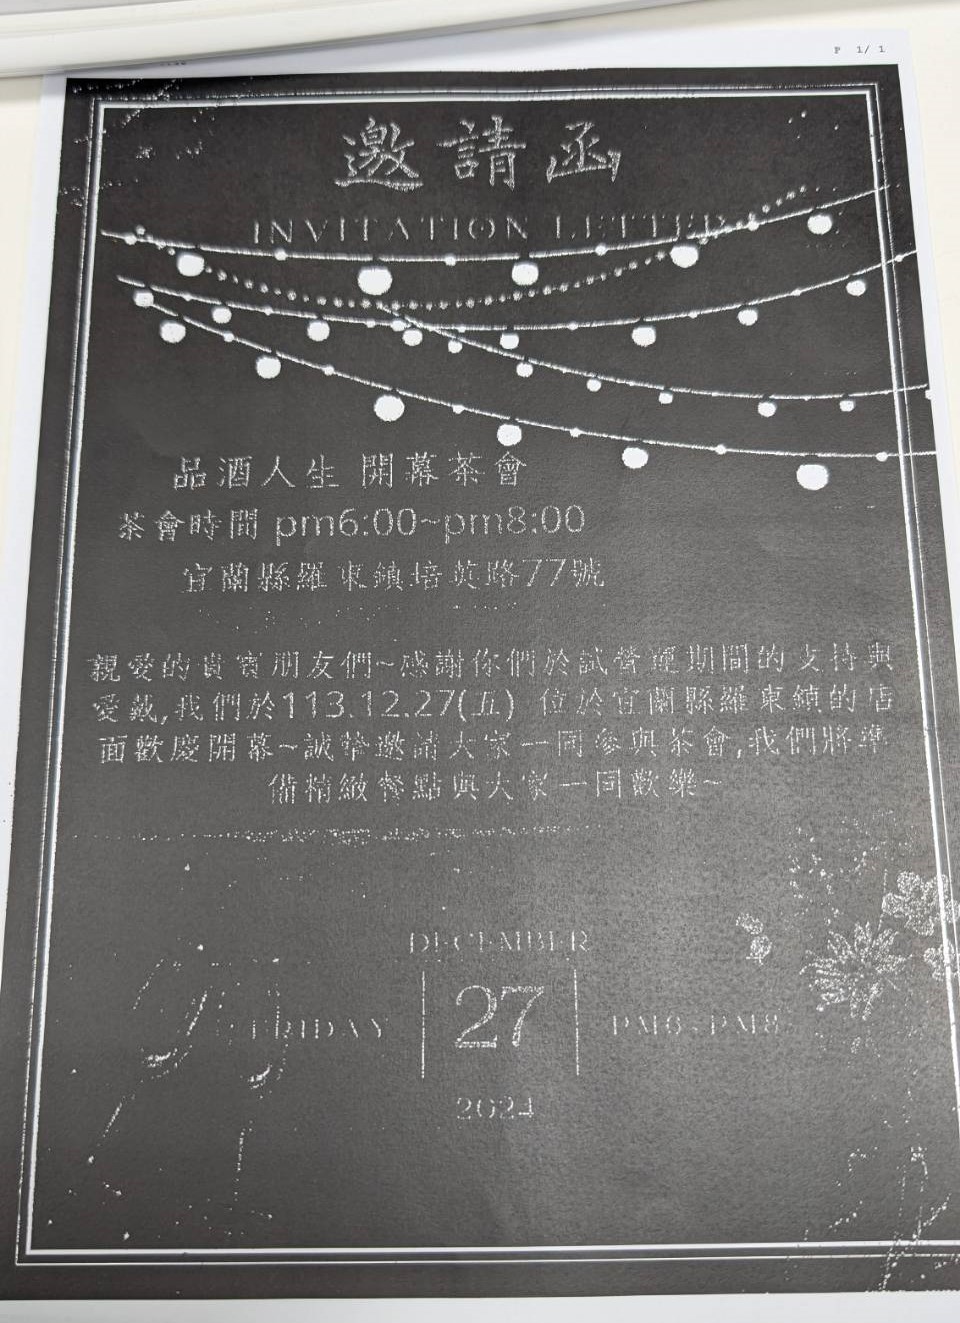 P 1/ 1
邀請函
INVITATION LETTER
品酒人生 開幕茶會
茶會時間 pm6:00~pm8:00
宜蘭縣羅東鎮培英路77號
親愛的貴賓朋友們~感謝你們於試營運期間的支持與
愛戴,我們於113.12.27(五) 位於宜蘭縣羅東鎮的店
面歡慶開幕~誠摯邀請大家一同參與茶會,我們將準
備精緻餐點與大家一同歡樂~
DECEMBER
FRIDAY 27 PM6-PM8
2024